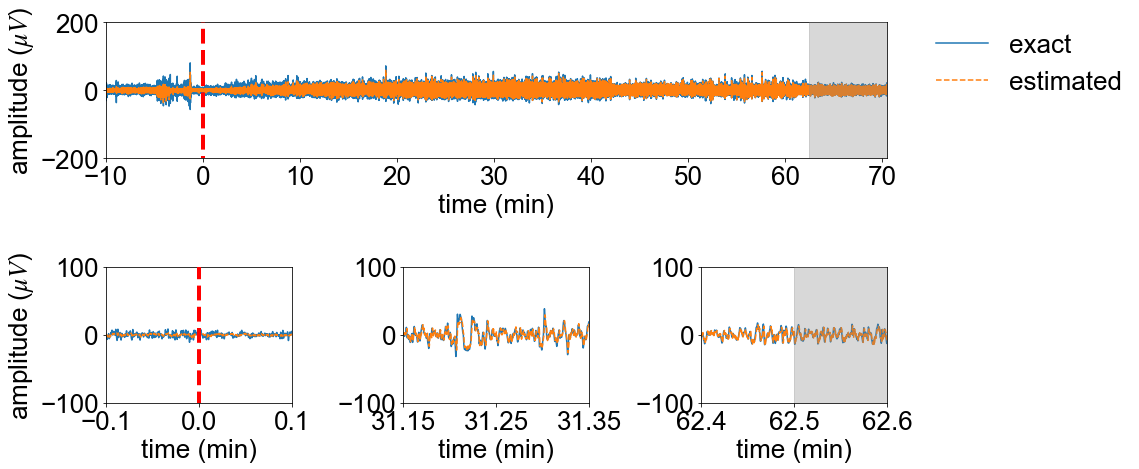 amplitude (μV)
200
0
−200
−10 0 10 20 30 40 50 60 70
time (min)
exact
estimated
amplitude (μV)
100
0
−100
−0.1 0.0 0.1
time (min)
100
0
−100
31.15 31.25 31.35
time (min)
100
0
−100
62.4 62.5 62.6
time (min)